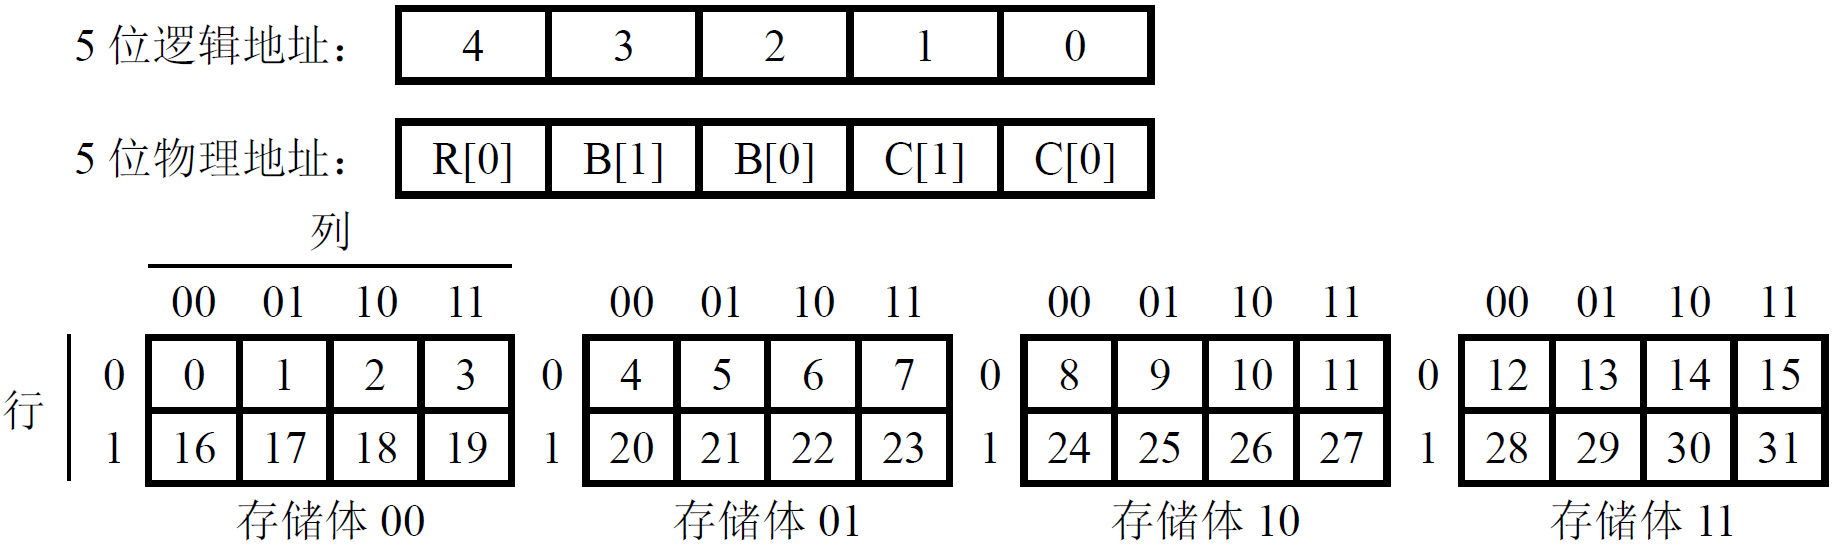 5 位逻辑地址： 4 3 2 1 0
5 位物理地址： R[0] B[1] B[0] C[1] C[0]
列
00 01 10 11 00 01 10 11 00 01 10 11 00 01 10 11
0 0 1 2 3 0 4 5 6 7 0 8 9 10 11 0 12 13 14 15
行
1 16 17 18 19 1 20 21 22 23 1 24 25 26 27 1 28 29 30 31
存储体 00 存储体 01 存储体 10 存储体 11